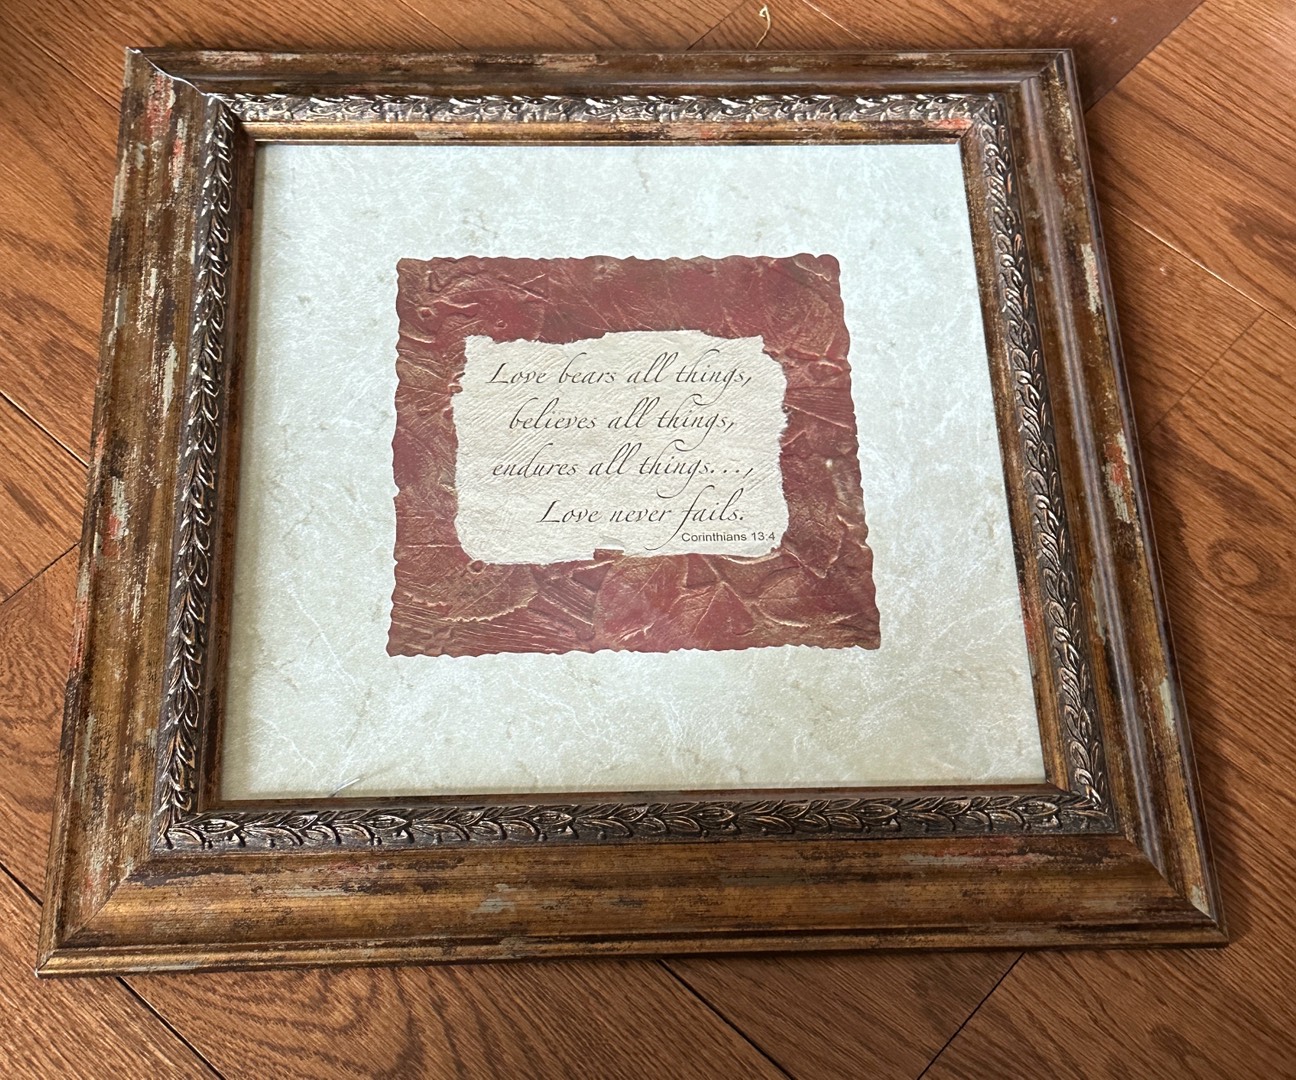 Love bears all things,
believes all things,
endures all things...,
Love never fails.
Corinthians 13:4